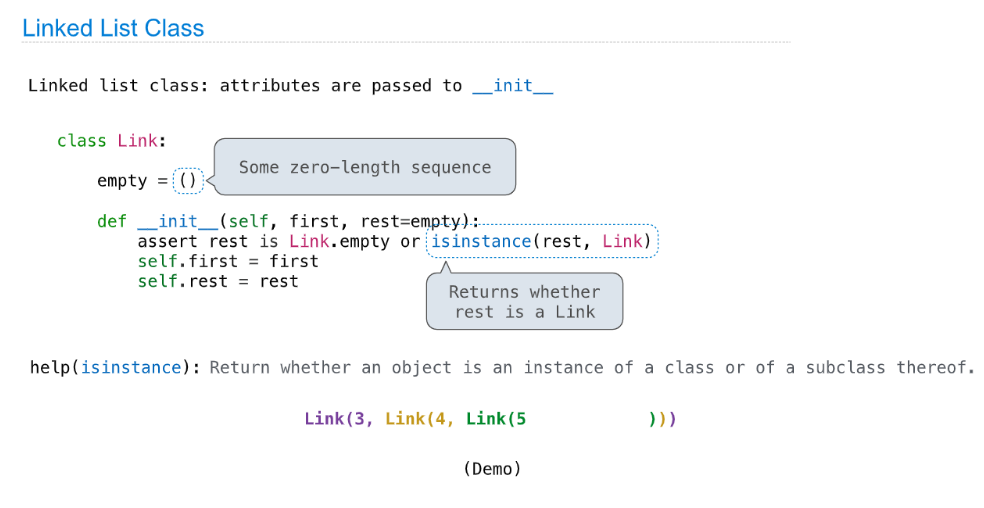 Linked List Class
Linked list class: attributes are passed to __init__
class Link:
Some zero-length sequence
empty = ()
def __init__(self, first, rest=empty):
assert rest is Link.empty or isinstance(rest, Link)
self.first = first
self.rest = rest
Returns whether
rest is a Link
help(isinstance): Return whether an object is an instance of a class or of a subclass thereof.
Link(3, Link(4, Link(5 )))
(Demo)